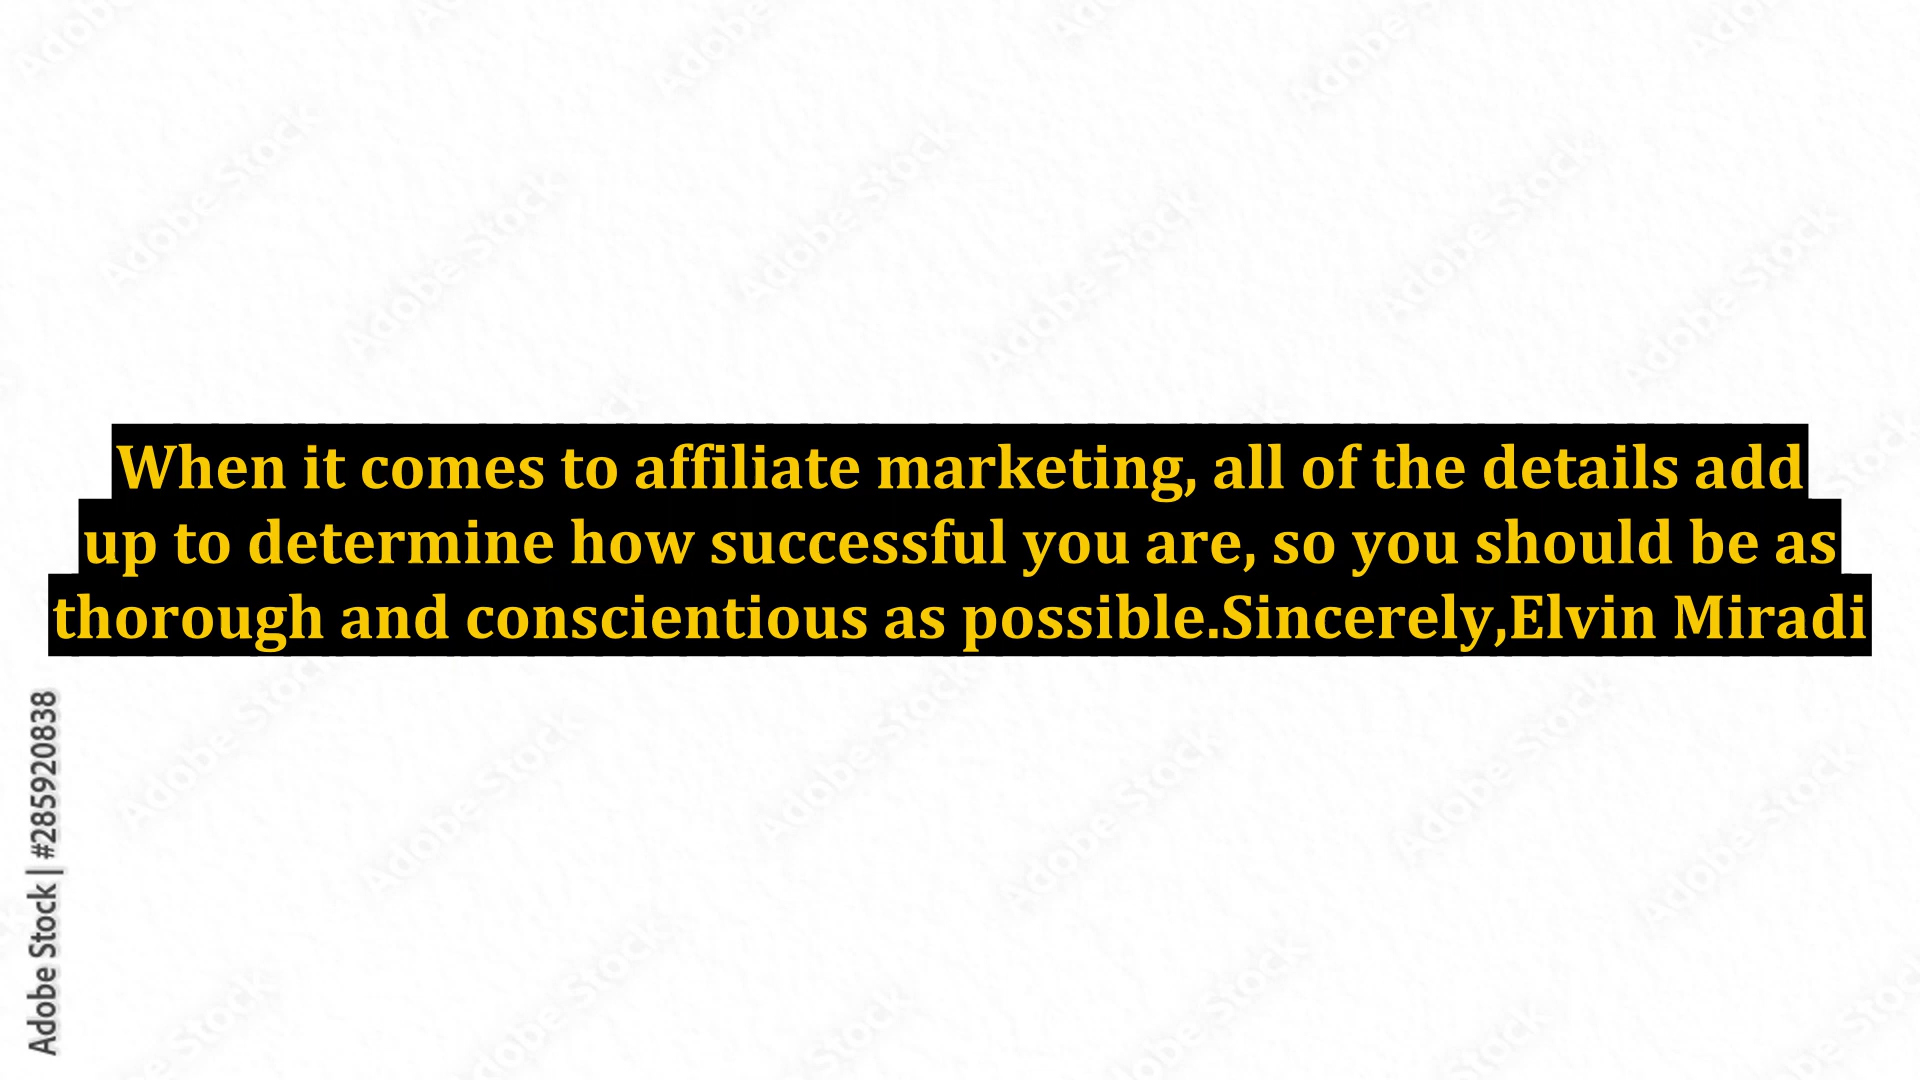 When it comes to affiliate marketing, all of the details add
up to determine how successful you are, so you should be as
thorough and conscientious as possible.Sincerely,Elvin Miradi
Adobe Stock | #285920838